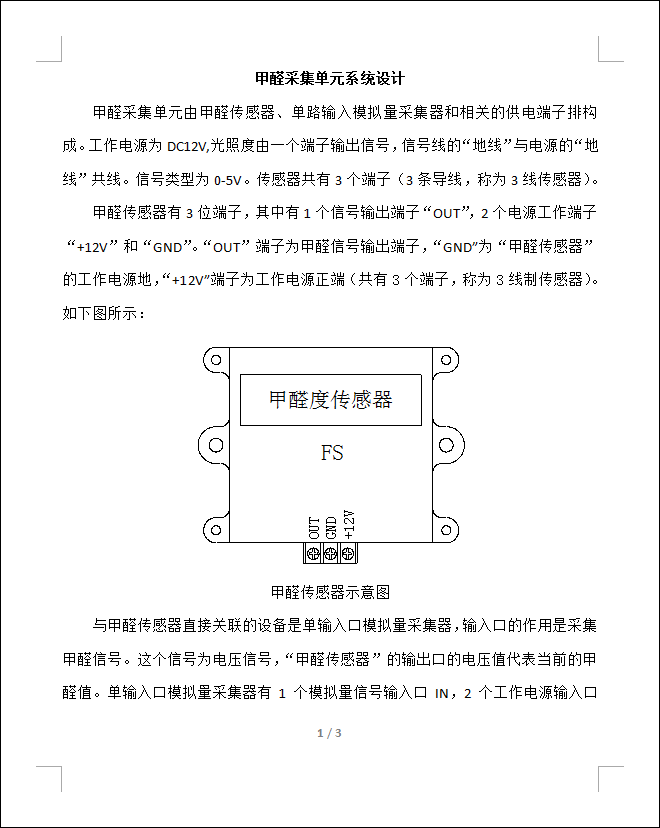 甲醛采集单元系统设计
甲醛采集单元由甲醛传感器、单路输入模拟量采集器和相关的供电端子排构
成。工作电源为 DC12V,光照度由一个端子输出信号，信号线的“地线”与电源的“地
线”共线。信号类型为 0-5V。传感器共有 3 个端子（3 条导线，称为 3 线传感器）。
甲醛传感器有 3 位端子，其中有 1 个信号输出端子“OUT”，2 个电源工作端子
“+12V”和“GND”。“OUT”端子为甲醛信号输出端子，“GND”为“甲醛传感器”
的工作电源地，“+12V”端子为工作电源正端（共有 3 个端子，称为 3 线制传感器）。
如下图所示：
甲醛度传感器
FS
OUT
GND
+12V
甲醛传感器示意图
与甲醛传感器直接关联的设备是单输入口模拟量采集器，输入口的作用是采集
甲醛信号。这个信号为电压信号，“甲醛传感器”的输出口的电压值代表当前的甲
醛值。单输入口模拟量采集器有 1 个模拟量信号输入口 IN，2 个工作电源输入口
1 / 3